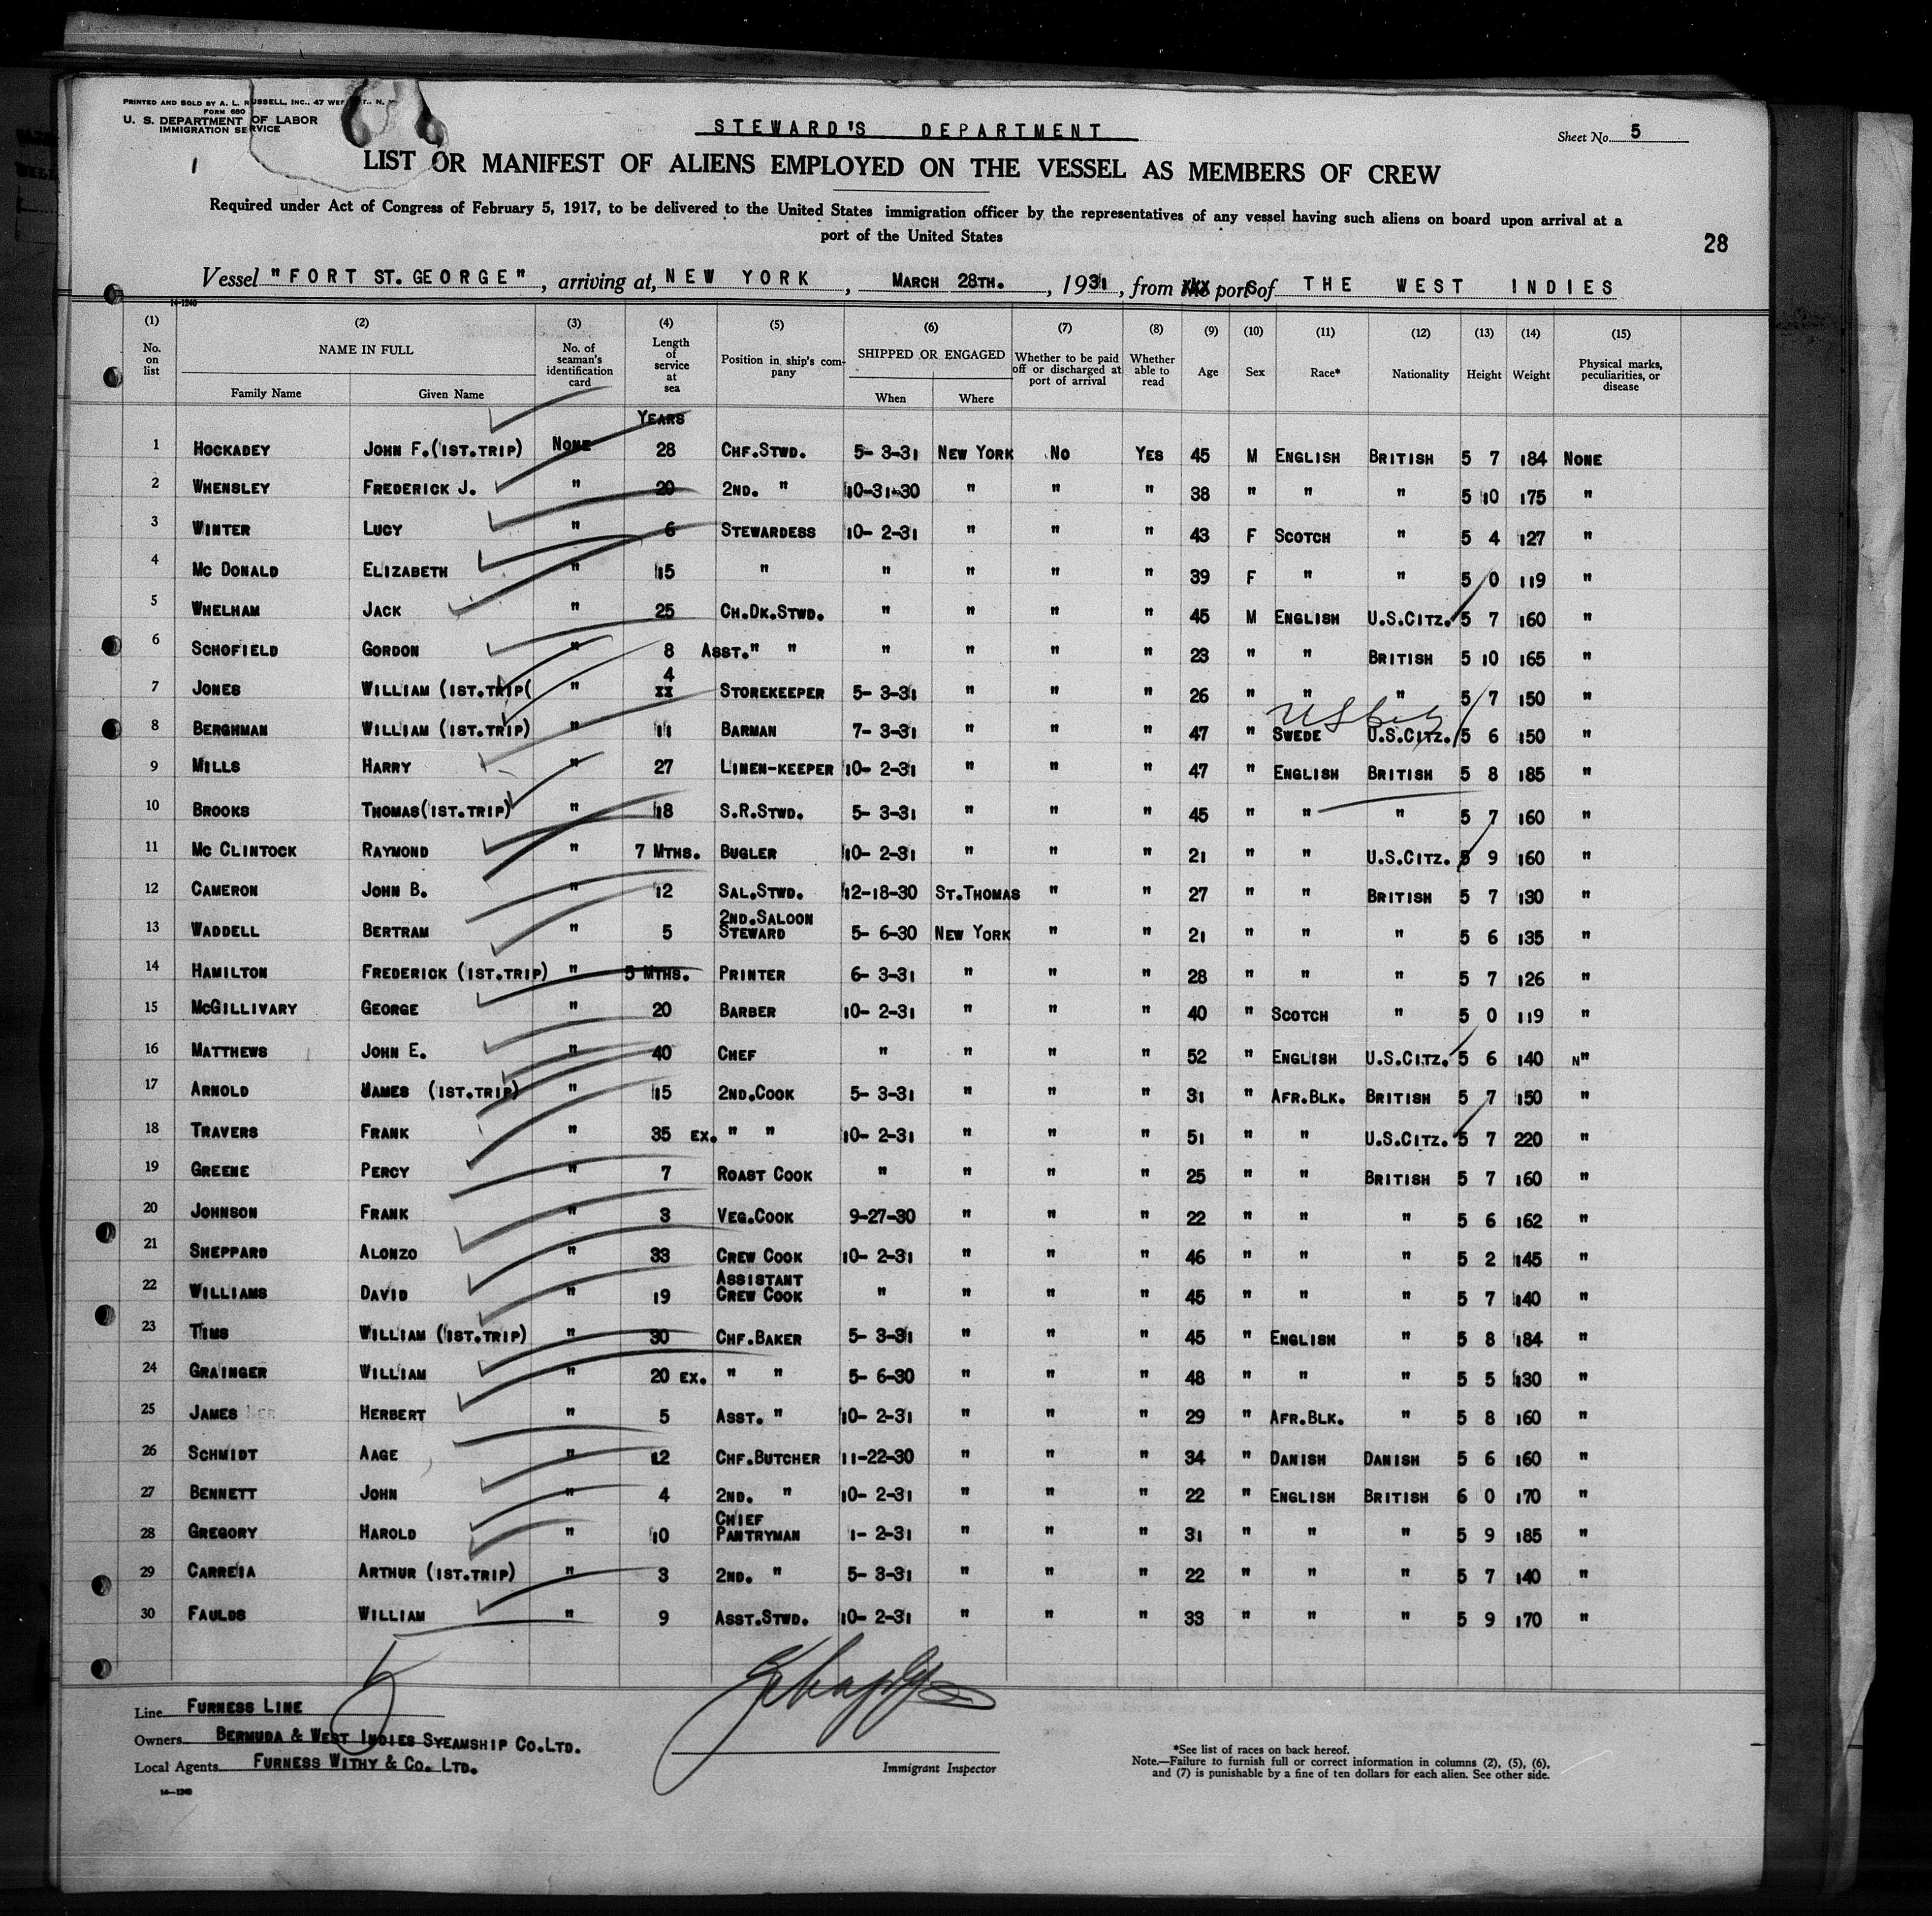 PRINTED AND SOLD BY A. L. RUSSELL, INC., 47
FORM 680
U. S. DEPARTMENT OF LABOR
IMMIGRATION SERVICE
STEWARD'S DEPARTMENT
Sheet No. 5
1
LIST OR MANIFEST OF ALIENS EMPLOYED ON THE VESSEL AS MEMBERS OF CREW
Required under Act of Congress of February 5, 1917, to be delivered to the United States immigration officer by the representatives of any vessel having such aliens on board upon arrival at a
port of the United States
28
Vessel "FORT ST. GEORGE", arriving at, NEW YORK, MARCH 28TH., 1931, from the port S of THE WEST INDIES
14-1240
(1) (2) (3) (4) (5) (6) (7) (8) (9) (10) (11) (12) (13) (14) (15)
No. on list NAME IN FULL Family Name Given Name No. of seaman's identification card Length of service at sea Position in ship's company SHIPPED OR ENGAGED When Where Whether to be paid off or discharged at port of arrival Whether able to read Age Sex Race* Nationality Height Weight Physical marks, peculiarities, or disease
YEARS
1 HOCKADEY JOHN F.(1ST.TRIP) NONE 28 CHF.STWD. 5- 3-31 NEW YORK NO YES 45 M ENGLISH BRITISH 5 7 184 NONE
2 WHENSLEY FREDERICK J. " 20 2ND. " 10-31-30 " " " 38 " " " 5 10 175 "
3 WINTER LUCY " 6 STEWARDESS 10- 2-31 " " " 43 F SCOTCH " 5 4 127 "
4 MC DONALD ELIZABETH " 15 " " " " " 39 F " " 5 0 119 "
5 WHELHAM JACK " 25 CH.DK.STWD. " " " " 45 M ENGLISH U.S.CITZ. 5 7 160 "
6 SCHOFIELD GORDON " 8 ASST." " " " " " 23 " " BRITISH 5 10 165 "
7 JONES WILLIAM (1ST.TRIP( " 4 XX STOREKEEPER 5- 3-31 " " " 26 " " " 5 7 150 "
8 BERGHMAN WILLIAM (1ST.TRIP) " 11 BARMAN 7- 3-31 " " " 47 " SWEDE U.S.CITZ. 5 6 150 "
9 MILLS HARRY " 27 LINEN-KEEPER 10- 2-31 " " " 47 " ENGLISH BRITISH 5 8 185 "
10 BROOKS THOMAS(1ST.TRIP) " 18 S.R.STWD. 5- 3-31 " " " 45 " " " 5 7 160 "
11 MC CLINTOCK RAYMOND " 7 MTHS. BUGLER 10- 2-31 " " " 21 " " U.S.CITZ. 5 9 160 "
12 CAMERON JOHN B. " 12 SAL.STWD. 12-18-30 ST.THOMAS " " 27 " " BRITISH 5 7 130 "
13 WADDELL BERTRAM " 5 2ND.SALOON STEWARD 5- 6-30 NEW YORK " " 21 " " " 5 6 135 "
14 HAMILTON FREDERICK (1ST.TRIP) " 5 MTHS. PRINTER 6- 3-31 " " " 28 " " " 5 7 126 "
15 MCGILLIVARY GEORGE " 20 BARBER 10- 2-31 " " " 40 " SCOTCH " 5 0 119 "
16 MATTHEWS JOHN E. " 40 CHEF " " " " 52 " ENGLISH U.S.CITZ. 5 6 140 N"
17 ARNOLD JAMES (1ST.TRIP) " 15 2ND.COOK 5- 3-31 " " " 31 " AFR.BLK. BRITISH 5 7 150 "
18 TRAVERS FRANK " 35 EX. " " 10- 2-31 " " " 51 " " U.S.CITZ. 5 7 220 "
19 GREENE PERCY " 7 ROAST COOK " " " " 25 " " BRITISH 5 7 160 "
20 JOHNSON FRANK " 3 VEG.COOK 9-27-30 " " " 22 " " " 5 6 162 "
21 SHEPPARD ALONZO " 33 CREW COOK 10- 2-31 " " " 46 " " " 5 2 145 "
22 WILLIAMS DAVID " 19 ASSISTANT CREW COOK " " " " 45 " " " 5 7 140 "
23 TIMS WILLIAM (1ST.TRIP) " 30 CHF.BAKER 5- 3-31 " " " 45 " ENGLISH " 5 8 184 "
24 GRAINGER WILLIAM " 20 EX. " " 5- 6-30 " " " 48 " " " 5 5 130 "
25 JAMES HERBERT " 5 ASST. " 10- 2-31 " " " 29 " AFR.BLK. " 5 8 160 "
26 SCHMIDT AAGE " 12 CHF.BUTCHER 11-22-30 " " " 34 " DANISH DANISH 5 6 160 "
27 BENNETT JOHN " 4 2ND. " 10- 2-31 " " " 22 " ENGLISH BRITISH 6 0 170 "
28 GREGORY HAROLD " 10 CHIEF PANTRYMAN 1- 2-31 " " " 31 " " " 5 9 185 "
29 CARREIA ARTHUR (1ST.TRIP) " 3 2ND. " 5- 3-31 " " " 22 " " " 5 7 140 "
30 FAULDS WILLIAM " 9 ASST.STWD. 10- 2-31 " " " 33 " " " 5 9 170 "
Line FURNESS LINE
Owners BERMUDA & WEST INDIES SYEAMSHIP CO.LTD.
Local Agents FURNESS WITHY & CO. LTD.
14-1240
Immigrant Inspector
*See list of races on back hereof.
Note.—Failure to furnish full or correct information in columns (2), (5), (6),
and (7) is punishable by a fine of ten dollars for each alien. See other side.